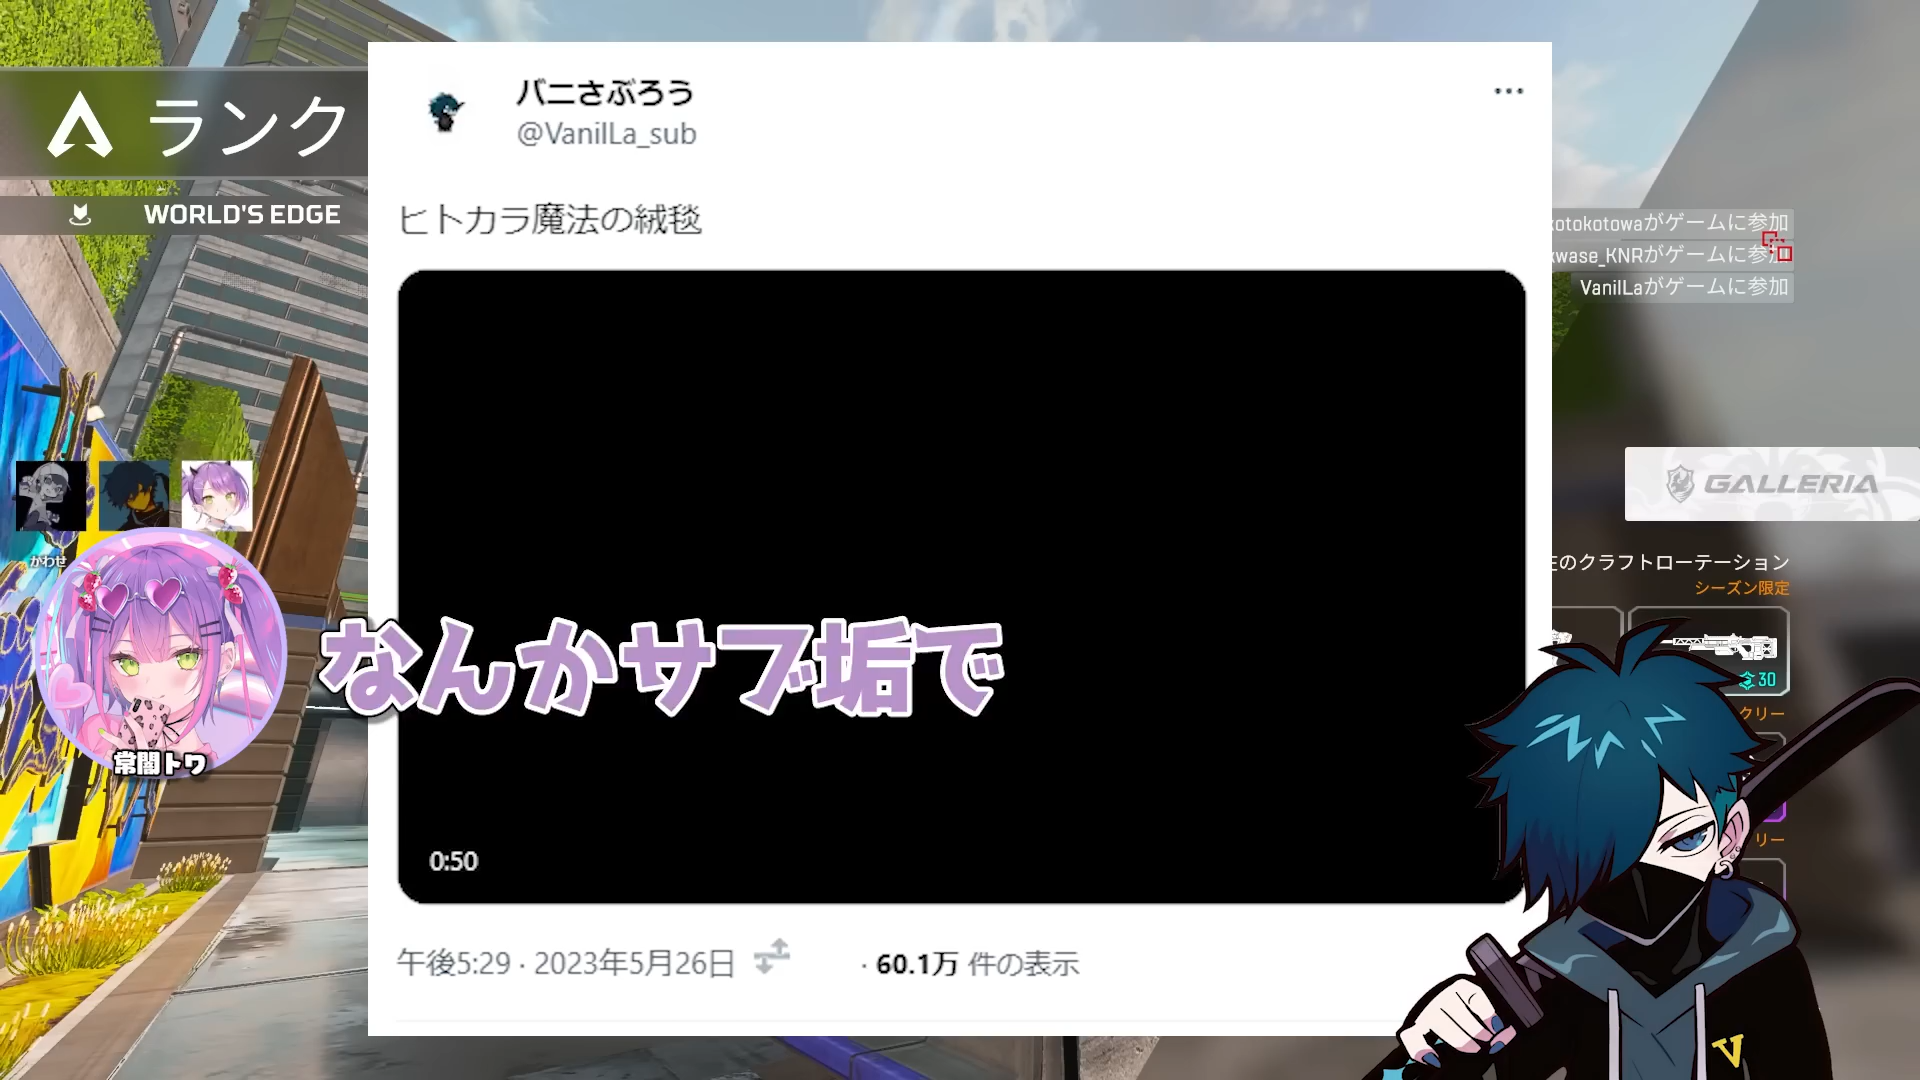 ランク
WORLD'S EDGE
バニさぶろう
@VanilLa_sub
ヒトカラ魔法の絨毯
otokotowaがゲームに参加
wase_KNRがゲームに参加
VanilLaがゲームに参加
GALLERIA
のクラフトローテーション
シーズン限定
30
クリー
リー
かわせ
常闇トワ
なんかサブ垢で
0:50
午後5:29 · 2023年5月26日
· 60.1万 件の表示
V